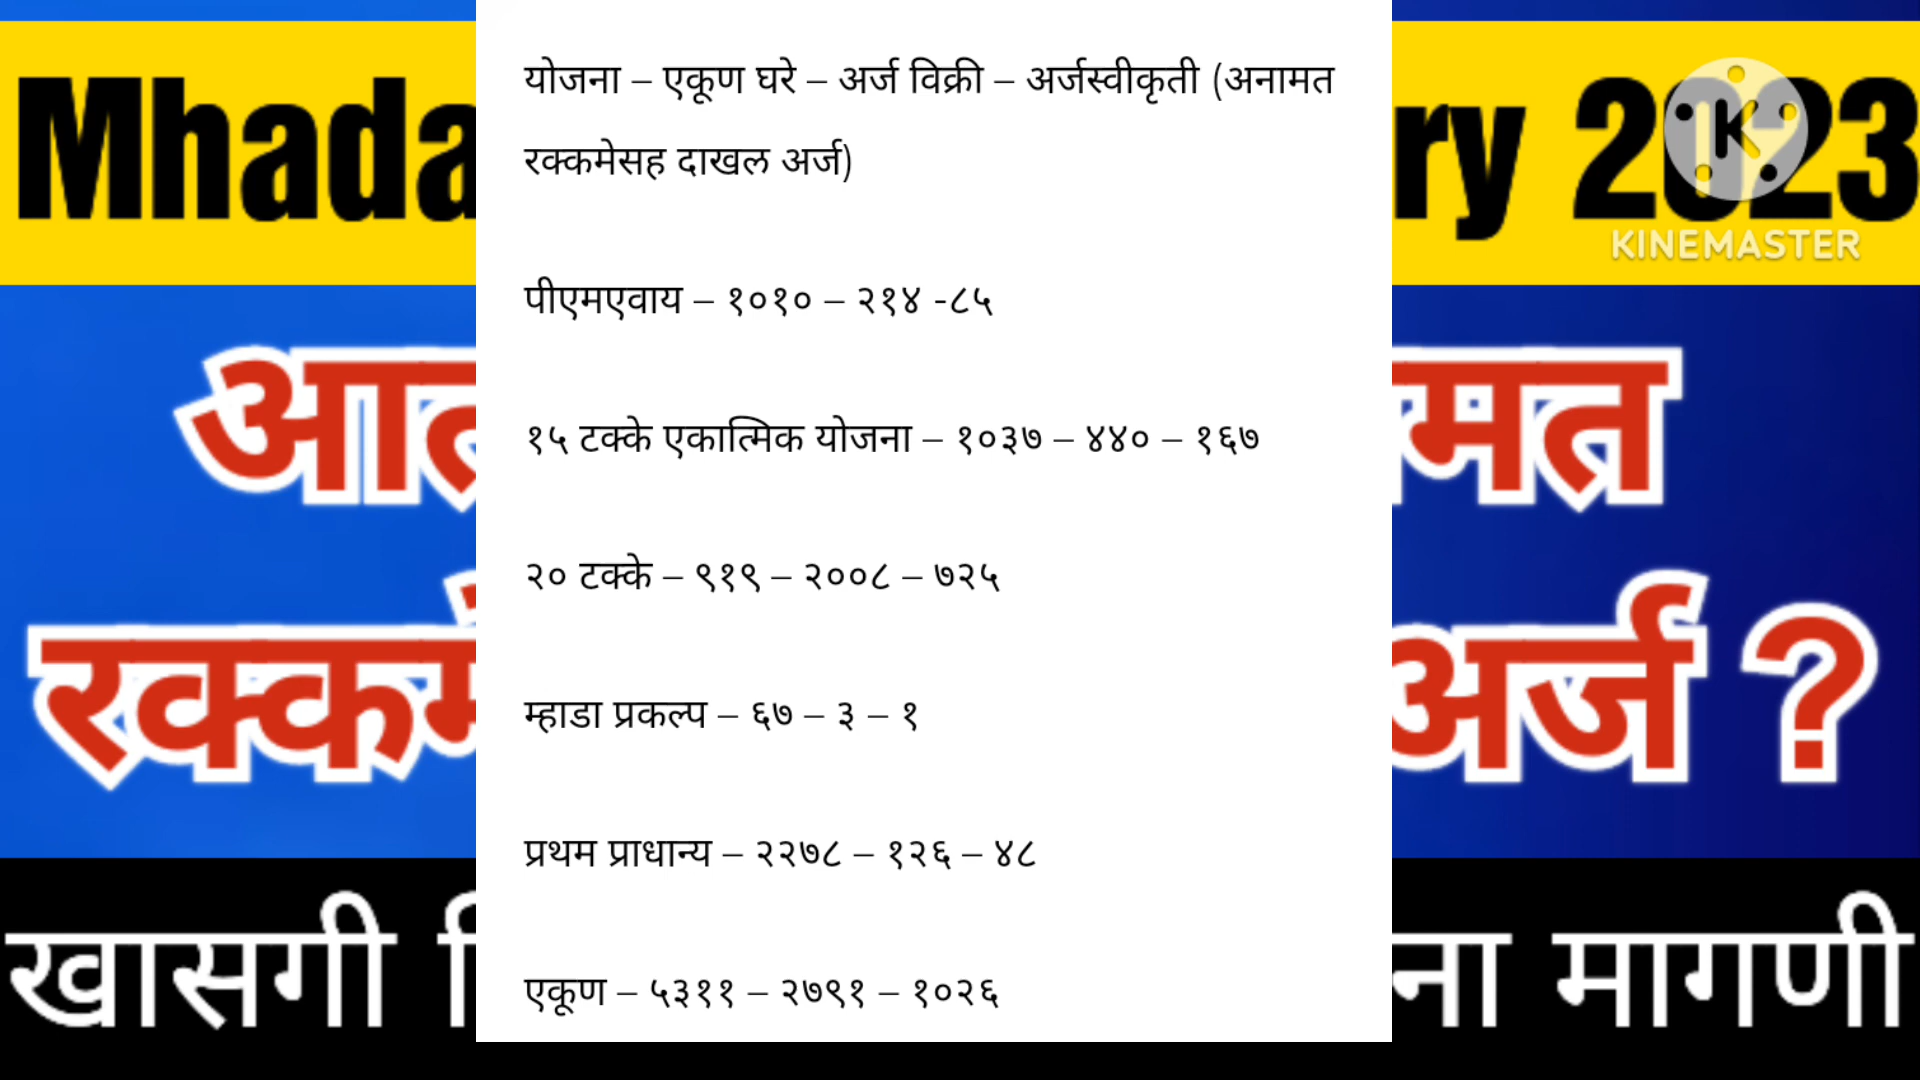 Mhada
ry 2023
KINEMASTER
योजना – एकूण घरे – अर्ज विक्री – अर्जस्वीकृती (अनामत
रक्कमेसह दाखल अर्ज)
पीएमएवाय – १०१० – २१४ -८५
१५ टक्के एकात्मिक योजना – १०३७ – ४४० – १६७
२० टक्के – ९१९ – २००८ – ७२५
म्हाडा प्रकल्प – ६७ – ३ – १
प्रथम प्राधान्य – २२७८ – १२६ – ४८
एकूण – ५३११ – २७९१ – १०२६
मत
रक्कमे
अर्ज ?
खासगी
ना मागणी